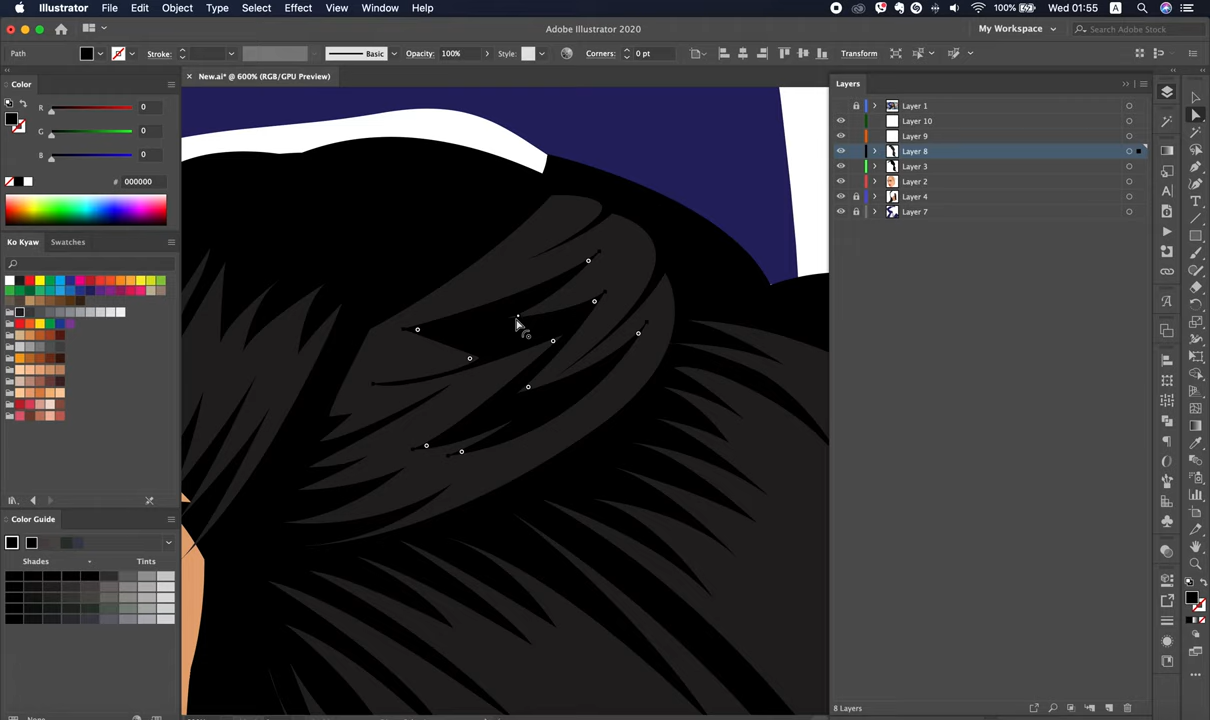 Illustrator File Edit Object Type Select Effect View Window Help 100% Wed 01:55 A
Adobe Illustrator 2020 My Workspace Search Adobe Stock
Path Stroke: Basic Opacity: 100% Style: Corners: 0 pt Transform
New.ai* @ 600% (RGB/GPU Preview)
Color
R 0
G 0
B 0
# 000000
Ko Kyaw Swatches
Color Guide
Shades Tints
None
Layers
Layer 1
Layer 10
Layer 9
Layer 8
Layer 3
Layer 2
Layer 4
Layer 7
8 Layers